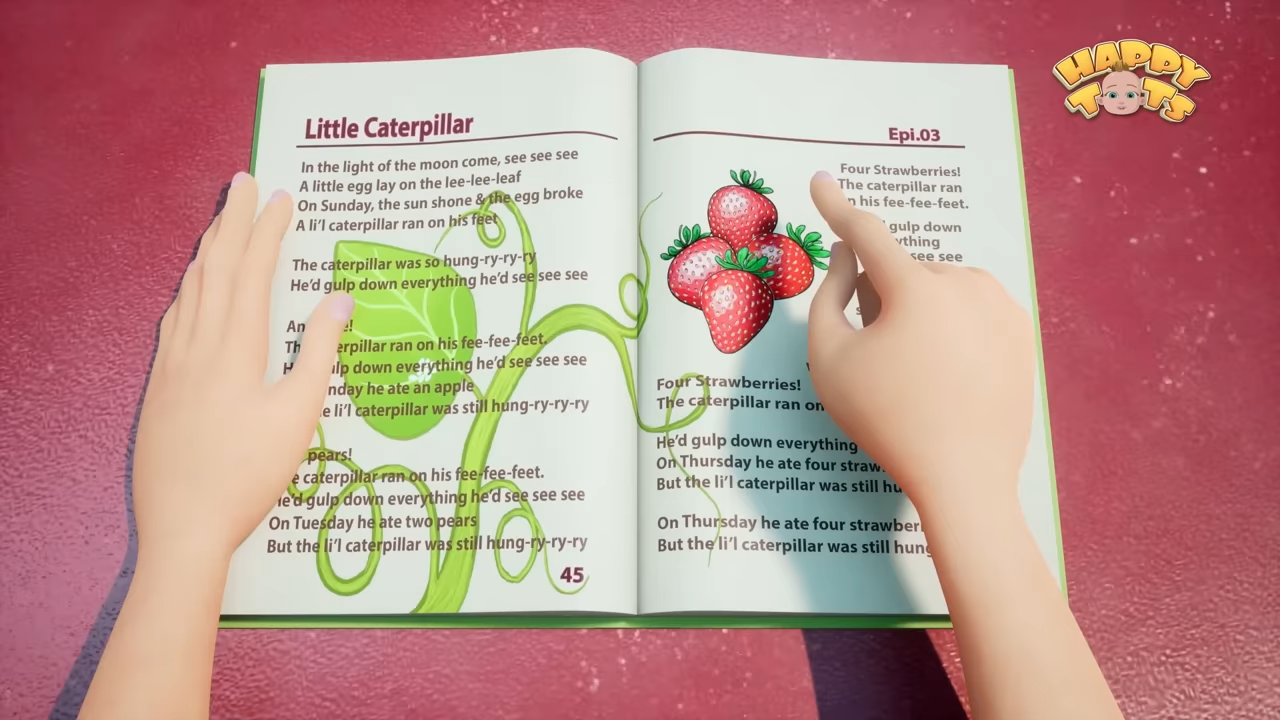 Little Caterpillar
In the light of the moon come, see see see
A little egg lay on the lee-lee-leaf
On Sunday, the sun shone & the egg broke
A li'l caterpillar ran on his feet
The caterpillar was so hung-ry-ry-ry
He'd gulp down everything he'd see see see
caterpillar ran on his fee-fee-feet.
down everything he'd see see see
he ate an apple
li'l caterpillar was still hung-ry-ry-ry
pears!
caterpillar ran on his fee-fee-feet.
He'd gulp down everything he'd see see see
On Tuesday he ate two pears
But the li'l caterpillar was still hung-ry-ry-ry
45
Epi.03
Four Strawberries!
The caterpillar ran
his fee-fee-feet.
gulp down
see see
Four Strawberries!
The caterpillar ran on
He'd gulp down everything
On Thursday he ate four
But the li'l caterpillar was still
On Thursday he ate four
But the li'l caterpillar was still
HAPPY
TOTS